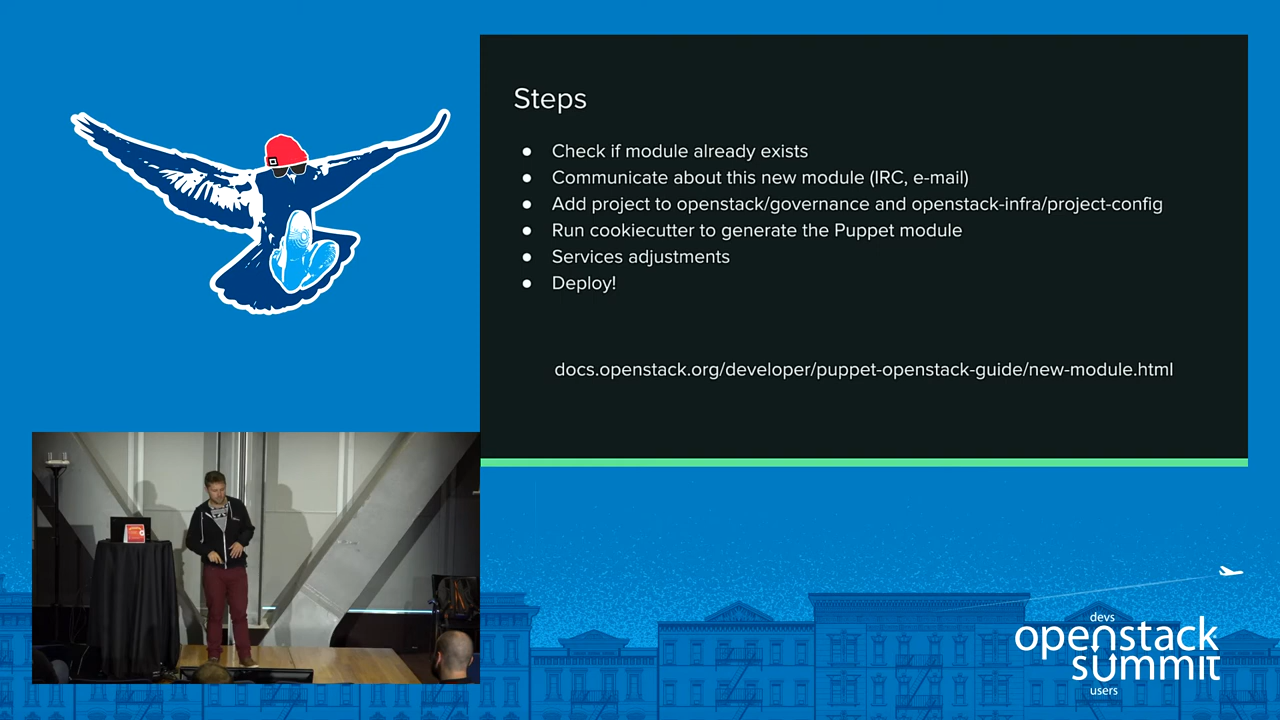 Steps
● Check if module already exists
● Communicate about this new module (IRC, e-mail)
● Add project to openstack/governance and openstack-infra/project-config
● Run cookiecutter to generate the Puppet module
● Services adjustments
● Deploy!
docs.openstack.org/developer/puppet-openstack-guide/new-module.html
devs
openstack
summit
users